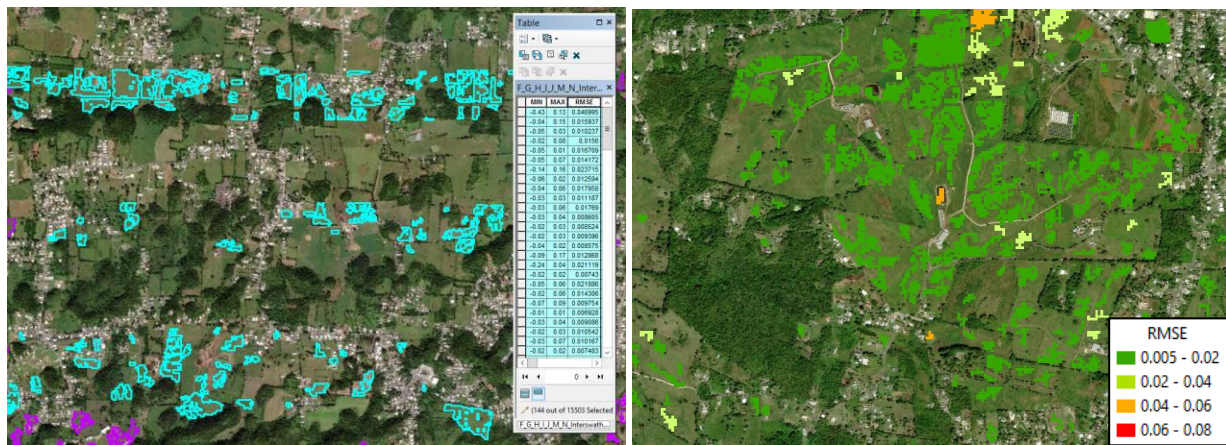 Table
F_G_H_I_J_M_N_Inter...
MIN MAX RMSE
-0.43 0.13 0.046995
-0.04 0.15 0.015937
-0.05 0.03 0.010237
-0.02 0.08 0.0156
-0.05 0.01 0.016709
-0.05 0.07 0.014172
-0.14 0.16 0.023715
-0.06 0.02 0.012594
-0.04 0.06 0.017958
-0.03 0.03 0.011187
-0.03 0.06 0.01769
-0.03 0.04 0.008605
-0.02 0.03 0.008524
-0.02 0.03 0.009396
-0.04 0.02 0.008575
-0.09 0.17 0.012868
-0.24 0.04 0.021119
-0.02 0.02 0.00743
-0.05 0.06 0.021886
-0.02 0.06 0.014306
-0.07 0.09 0.009754
-0.01 0.01 0.006928
-0.03 0.04 0.009086
-0.02 0.03 0.010542
-0.03 0.07 0.010167
-0.02 0.02 0.007483
0
(144 out of 15503 Selected
F_G_H_I_J_M_N_Interswath...
RMSE
0.005 - 0.02
0.02 - 0.04
0.04 - 0.06
0.06 - 0.08